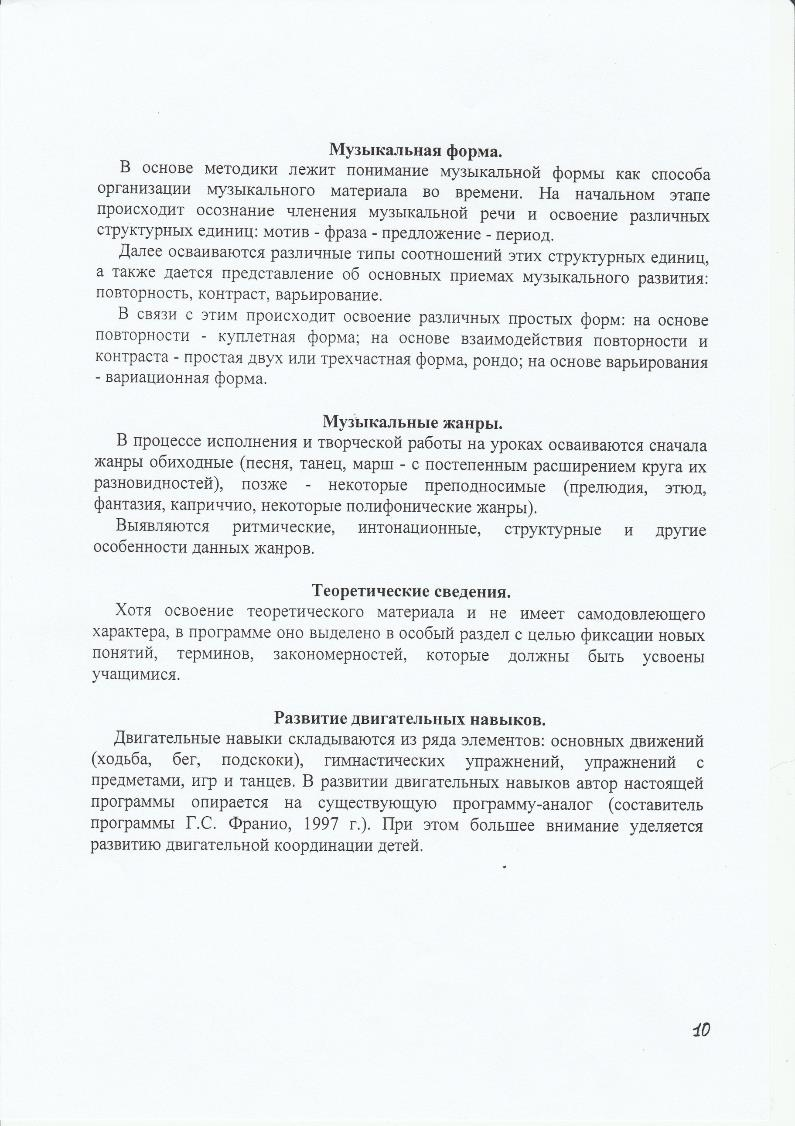 Музыкальная форма.
В основе методики лежит понимание музыкальной формы как способа
организации музыкального материала во времени. На начальном этапе
происходит осознание членения музыкальной речи и освоение различных
структурных единиц: мотив - фраза - предложение - период.
Далее осваиваются различные типы соотношений этих структурных единиц,
а также дается представление об основных приемах музыкального развития:
повторность, контраст, варьирование.
В связи с этим происходит освоение различных простых форм: на основе
повторности - куплетная форма; на основе взаимодействия повторности и
контраста - простая двух или трехчастная форма, рондо; на основе варьирования
- вариационная форма.
Музыкальные жанры.
В процессе исполнения и творческой работы на уроках осваиваются сначала
жанры обиходные (песня, танец, марш - с постепенным расширением круга их
разновидностей), позже - некоторые преподносимые (прелюдия, этюд,
фантазия, каприччио, некоторые полифонические жанры).
Выявляются ритмические, интонационные, структурные и другие
особенности данных жанров.
Теоретические сведения.
Хотя освоение теоретического материала и не имеет самодовлеющего
характера, в программе оно выделено в особый раздел с целью фиксации новых
понятий, терминов, закономерностей, которые должны быть усвоены
учащимися.
Развитие двигательных навыков.
Двигательные навыки складываются из ряда элементов: основных движений
(ходьба, бег, подскоки), гимнастических упражнений, упражнений с
предметами, игр и танцев. В развитии двигательных навыков автор настоящей
программы опирается на существующую программу-аналог (составитель
программы Г.С. Франио, 1997 г.). При этом большее внимание уделяется
развитию двигательной координации детей.
10